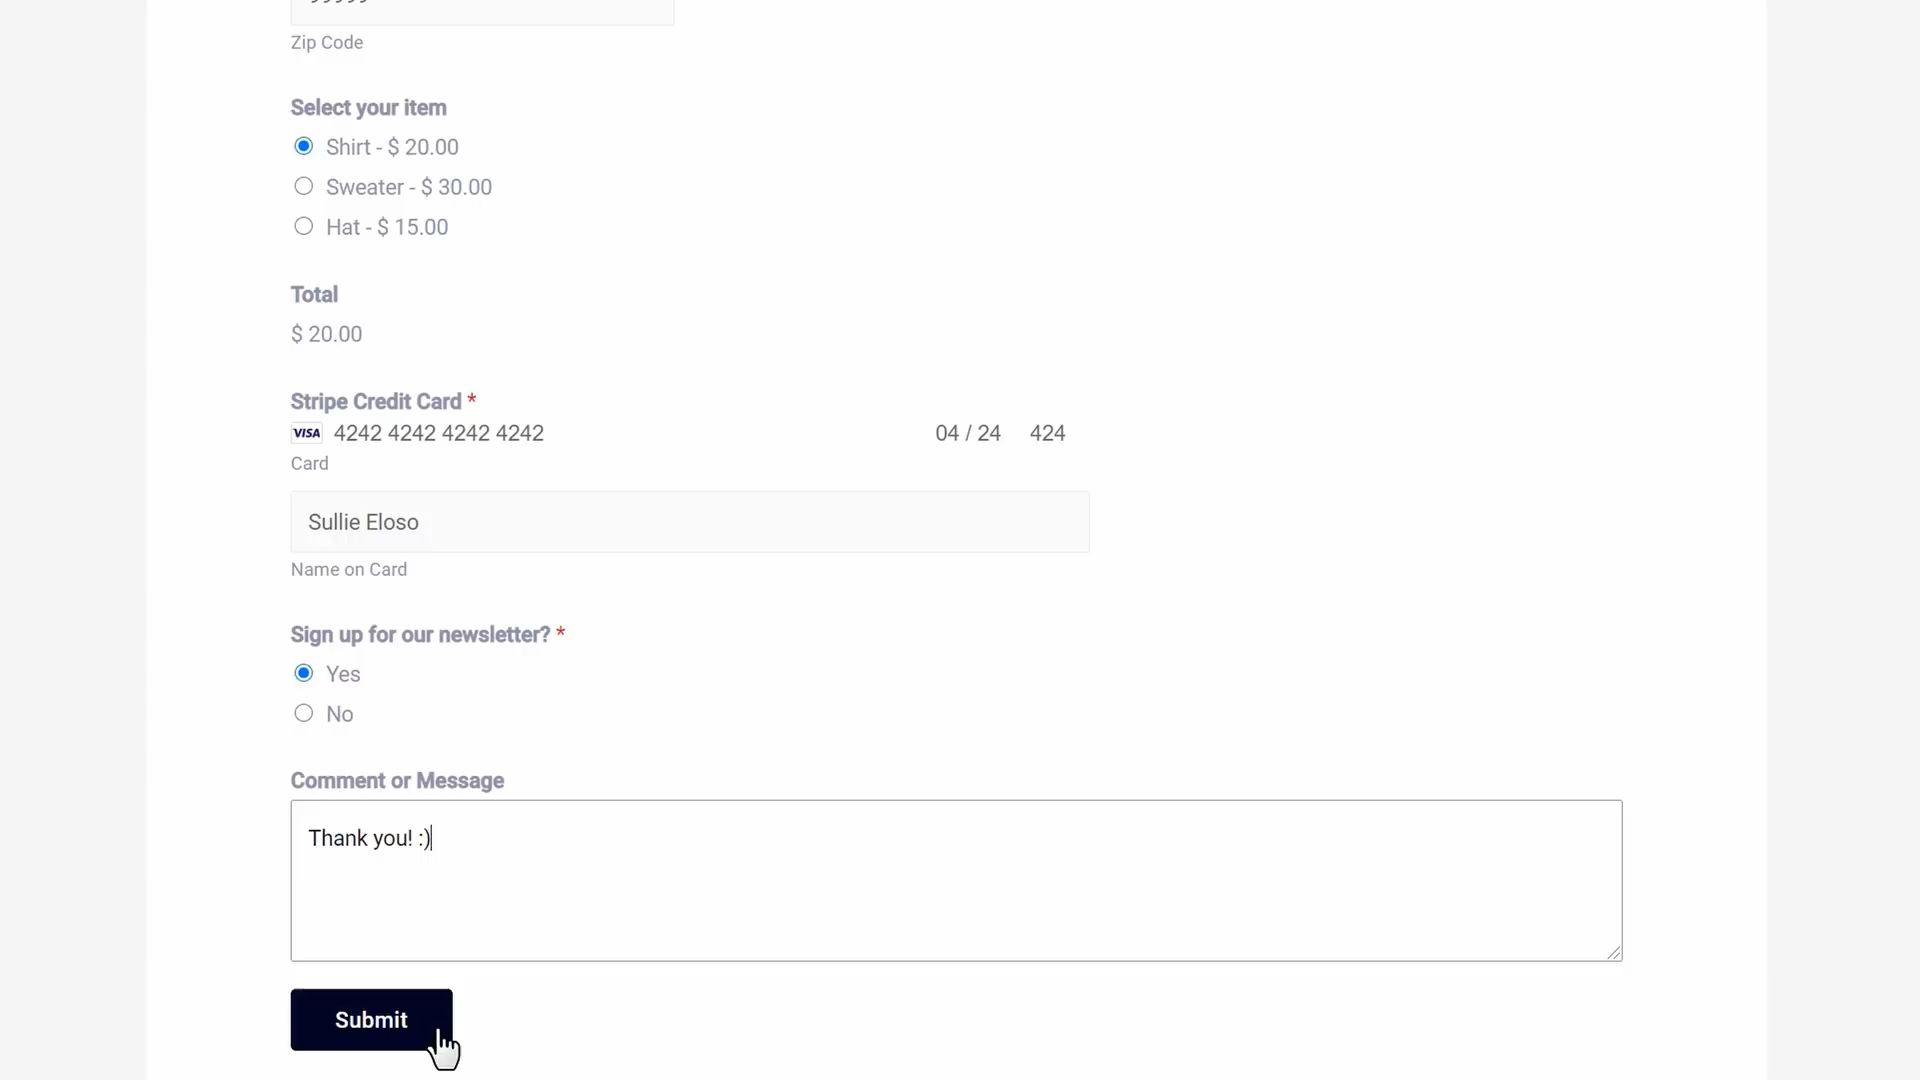 Zip Code
Select your item
Shirt - $ 20.00
Sweater - $ 30.00
Hat - $ 15.00
Total
$ 20.00
Stripe Credit Card *
VISA 4242 4242 4242 4242 04 / 24 424
Card
Sullie Eloso
Name on Card
Sign up for our newsletter? *
Yes
No
Comment or Message
Thank you! :)
Submit